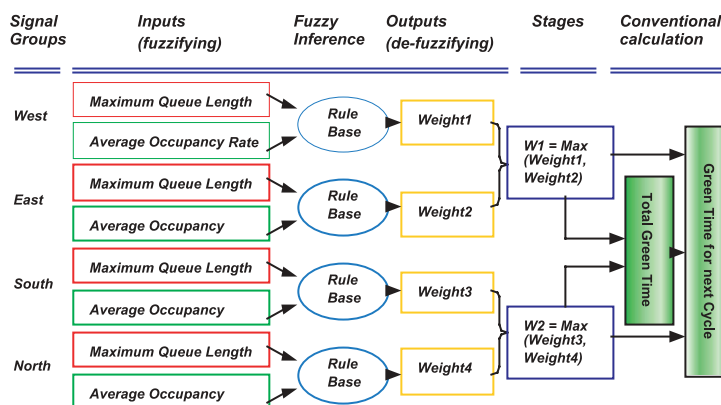 Signal Groups
Inputs (fuzzifying)
Fuzzy Inference
Outputs (de-fuzzifying)
Stages
Conventional calculation
West
Maximum Queue Length
Average Occupancy Rate
Rule Base
Weight1
East
Maximum Queue Length
Average Occupancy
Rule Base
Weight2
W1 = Max (Weight1, Weight2)
South
Maximum Queue Length
Average Occupancy
Rule Base
Weight3
North
Maximum Queue Length
Average Occupancy
Rule Base
Weight4
W2 = Max (Weight3, Weight4)
Total Green Time
Green Time for next Cycle